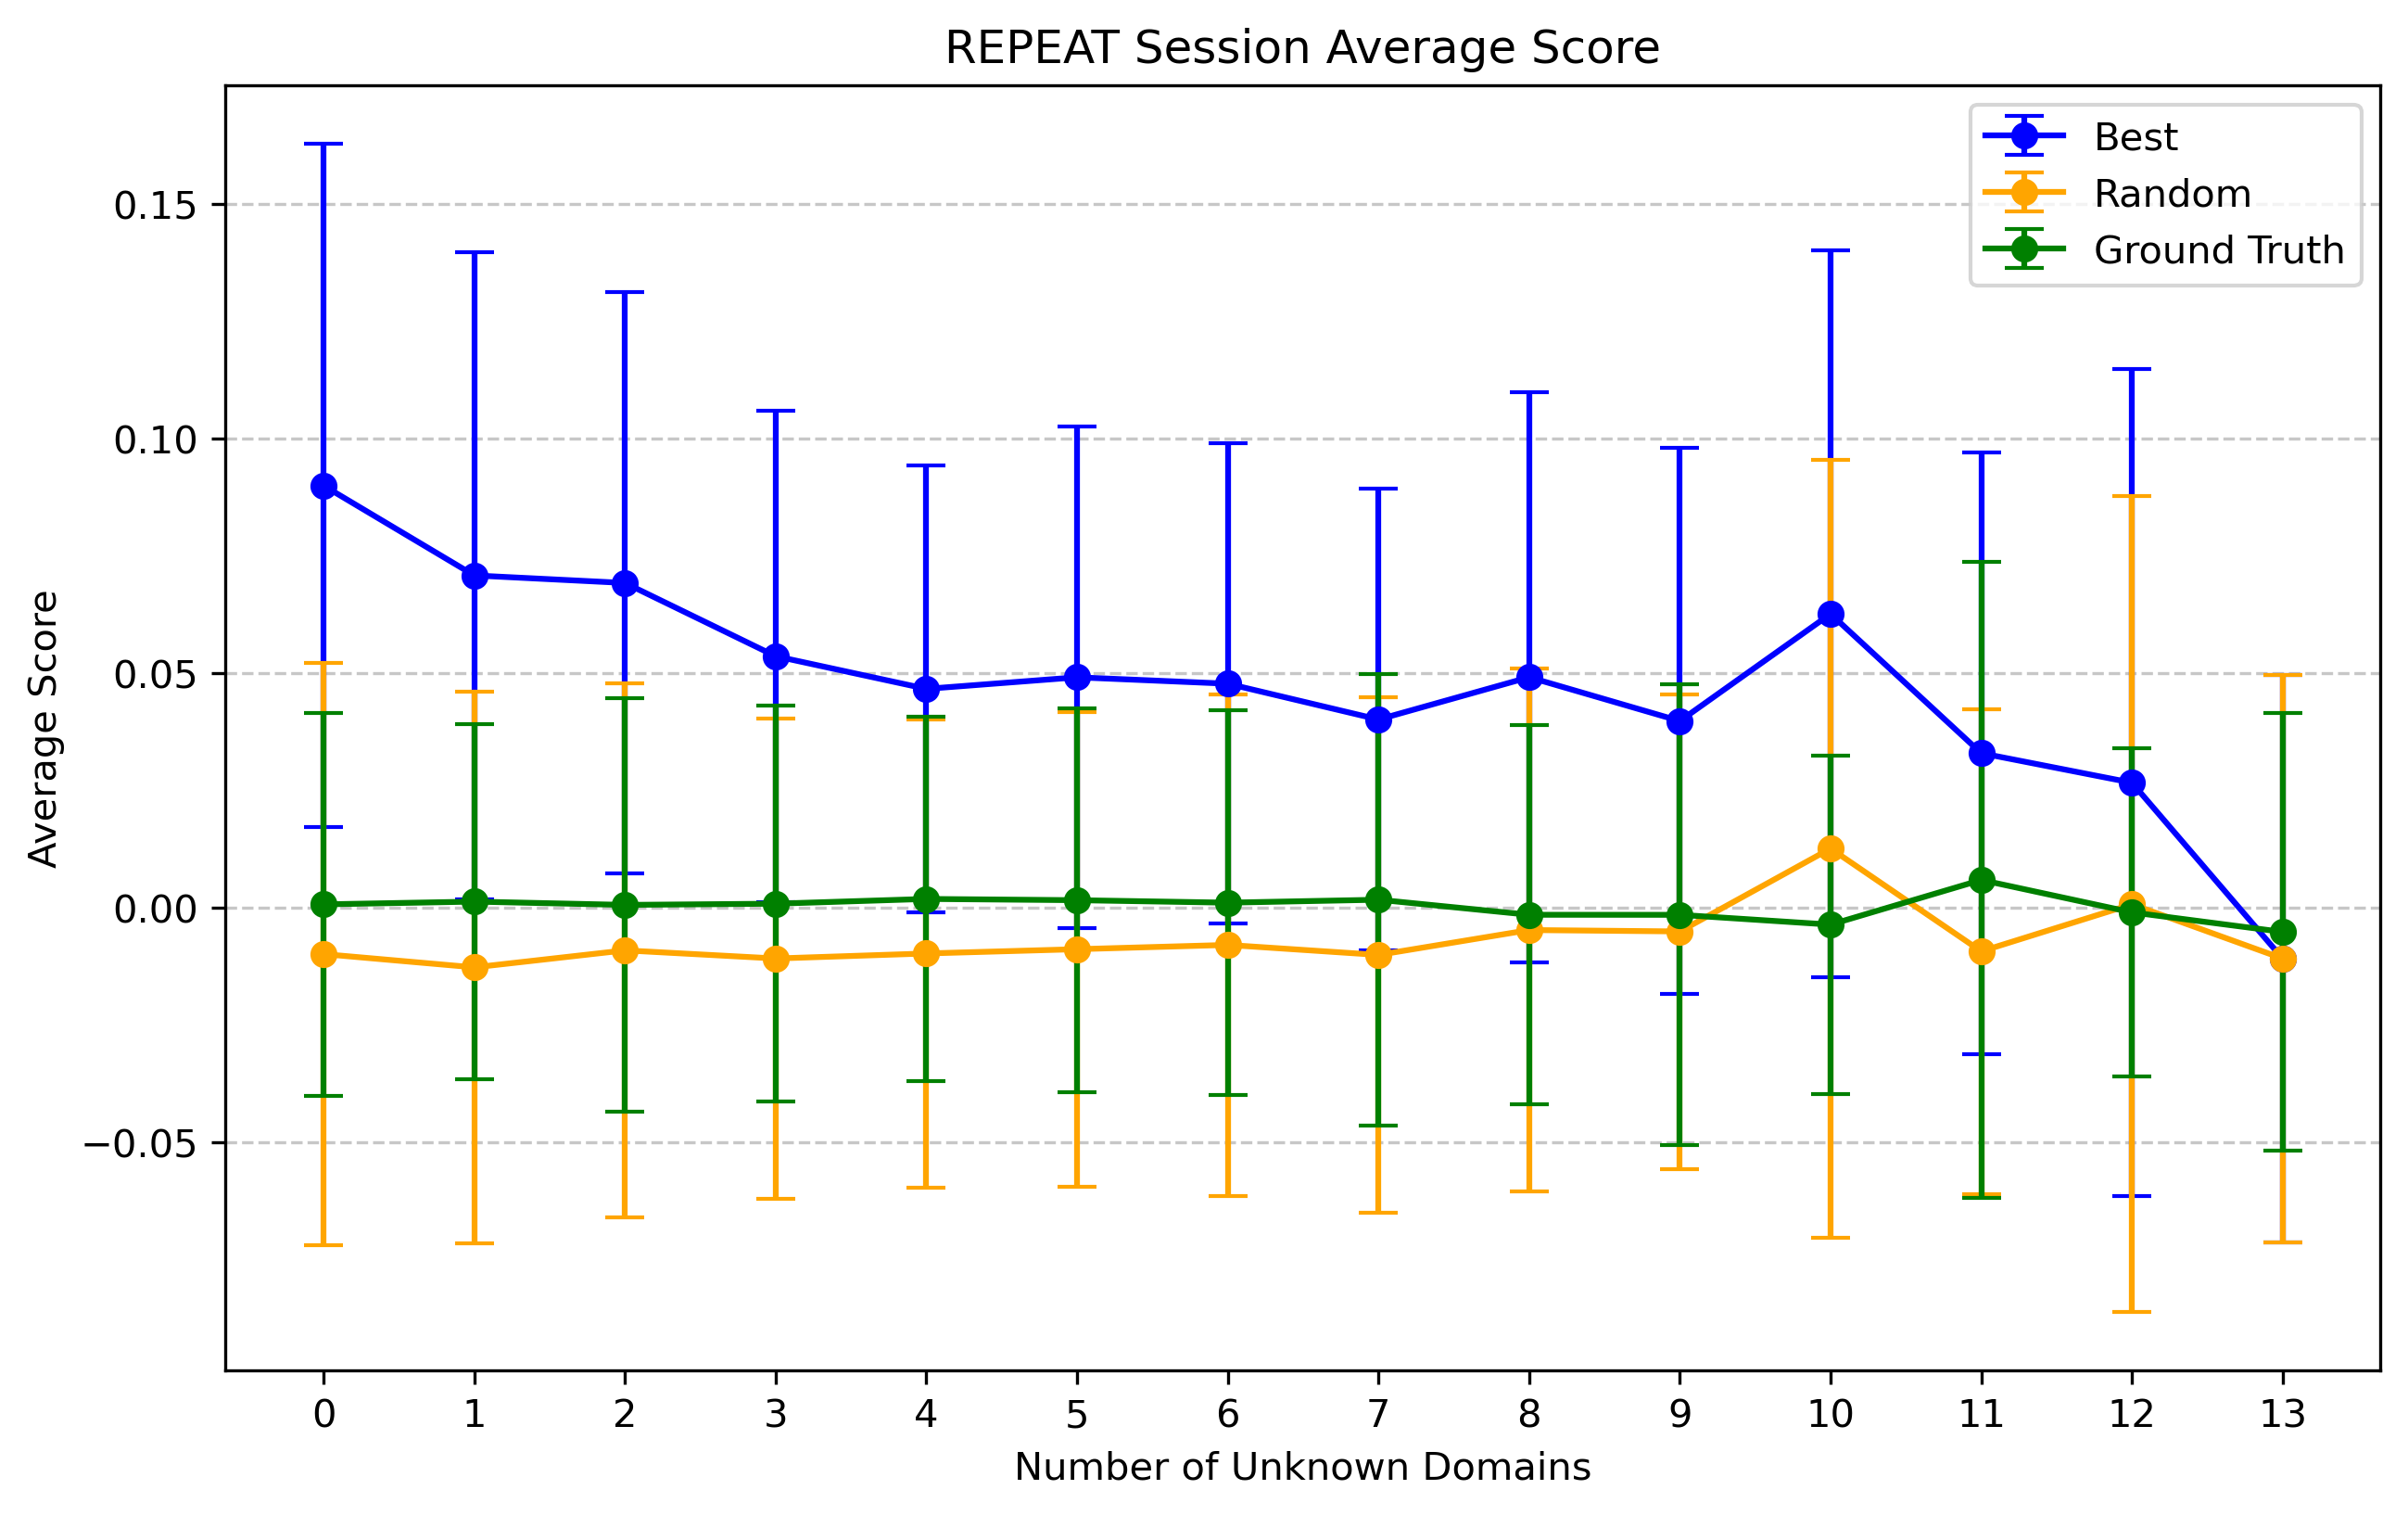 REPEAT Session Average Score
Best
Random
Ground Truth
Average Score
0.15
0.10
0.05
0.00
−0.05
0 1 2 3 4 5 6 7 8 9 10 11 12 13
Number of Unknown Domains